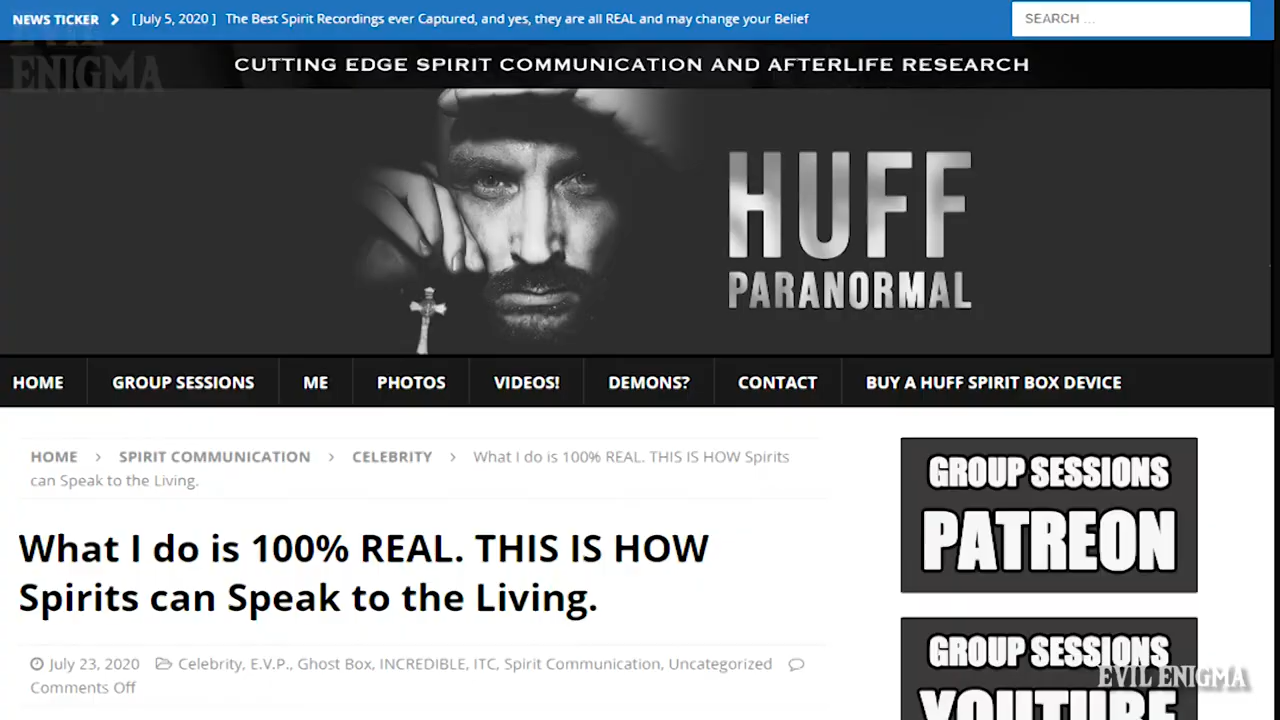 NEWS TICKER > [ July 5, 2020 ] The Best Spirit Recordings ever Captured, and yes, they are all REAL and may change your Belief
SEARCH …
EVIL
ENIGMA
CUTTING EDGE SPIRIT COMMUNICATION AND AFTERLIFE RESEARCH
HUFF
PARANORMAL
HOME GROUP SESSIONS ME PHOTOS VIDEOS! DEMONS? CONTACT BUY A HUFF SPIRIT BOX DEVICE
HOME > SPIRIT COMMUNICATION > CELEBRITY > What I do is 100% REAL. THIS IS HOW Spirits
can Speak to the Living.
What I do is 100% REAL. THIS IS HOW
Spirits can Speak to the Living.
July 23, 2020 Celebrity, E.V.P., Ghost Box, INCREDIBLE, ITC, Spirit Communication, Uncategorized
Comments Off
GROUP SESSIONS
PATREON
GROUP SESSIONS
YOUTUBE
EVIL ENIGMA